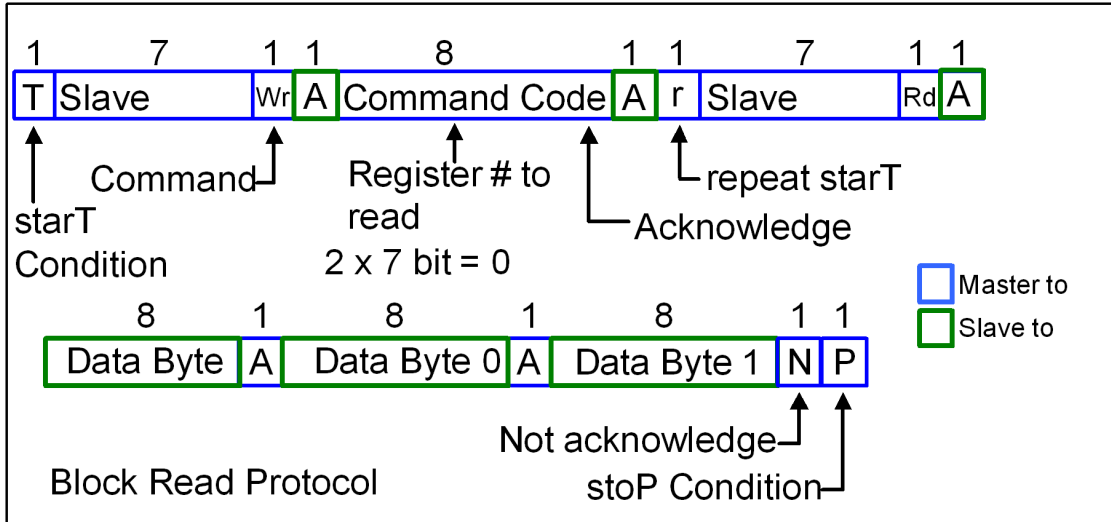 1 7 1 1 8 1 1 7 1 1
T Slave Wr A Command Code A r Slave Rd A
Command
Register # to
read
2 x 7 bit = 0
repeat starT
Acknowledge
starT
Condition
Master to
Slave to
8 1 8 1 8 1 1
Data Byte A Data Byte 0 A Data Byte 1 N P
Not acknowledge
stoP Condition
Block Read Protocol